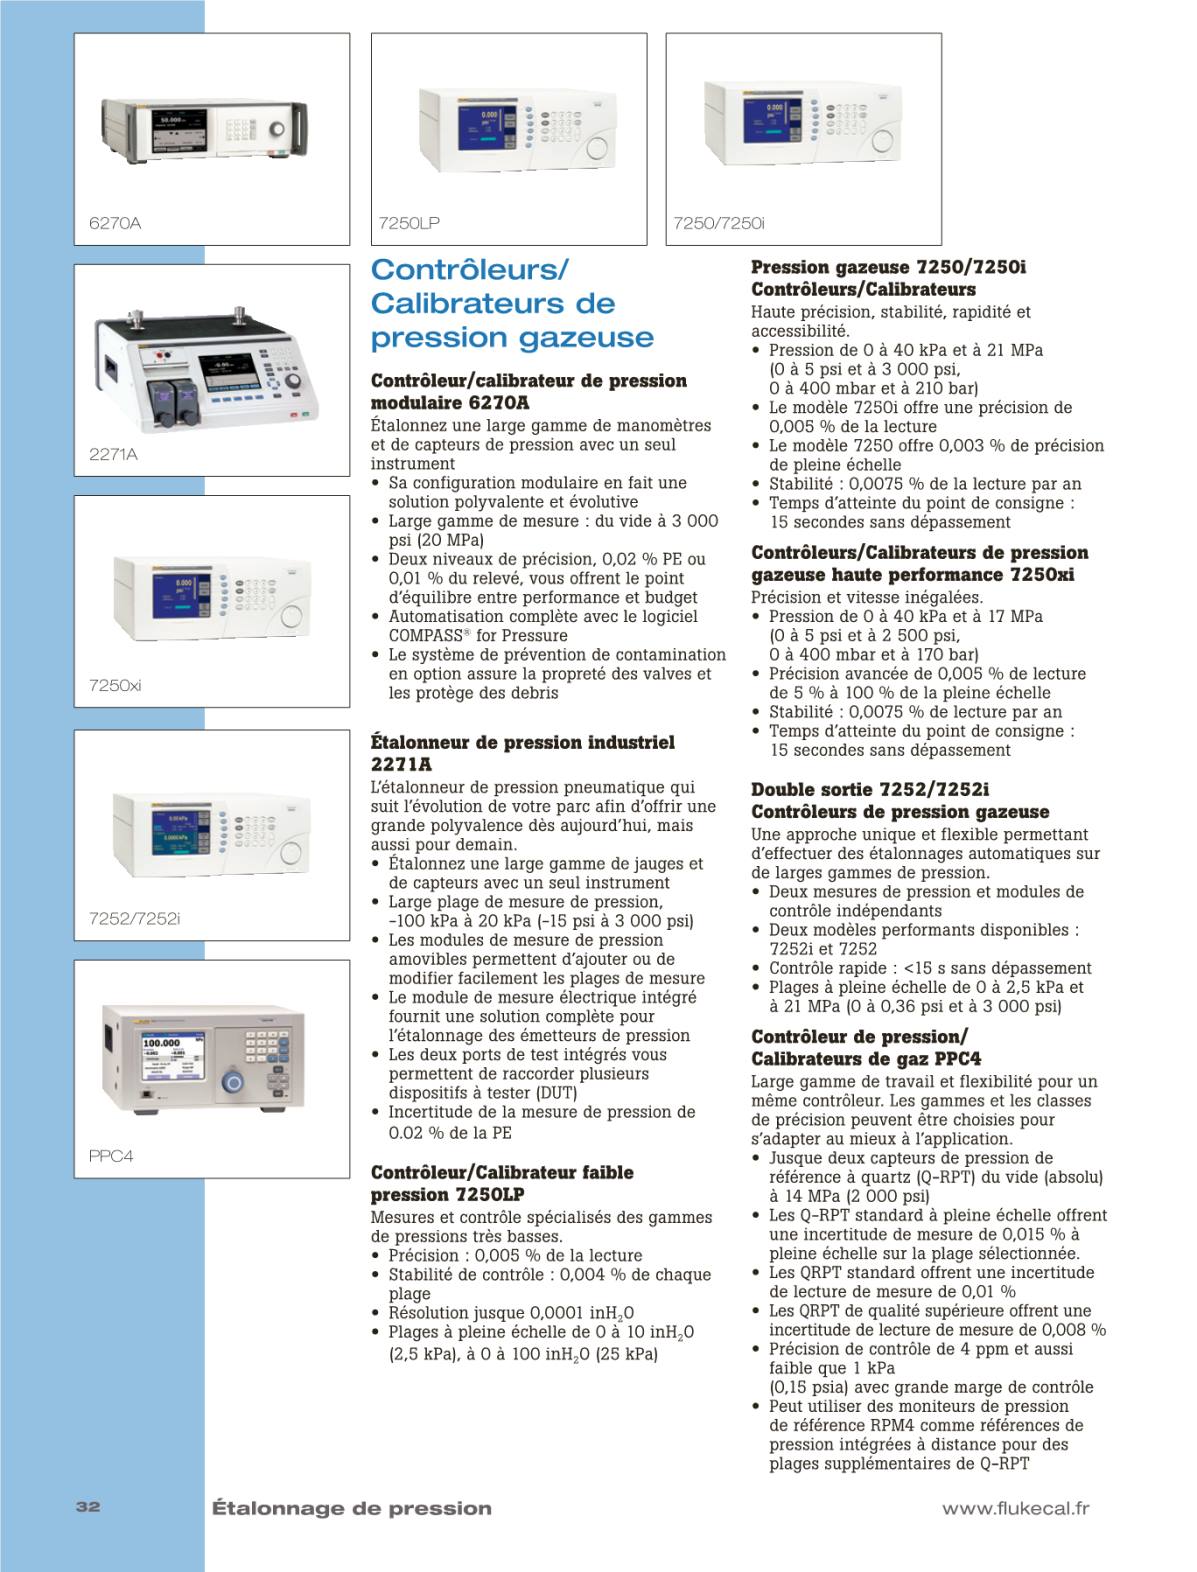 6270A
7250LP
7250/7250i
2271A
7250xi
7252/7252i
PPC4
Contrôleurs/
Calibrateurs de
pression gazeuse
Contrôleur/calibrateur de pression
modulaire 6270A
Étalonnez une large gamme de manomètres
et de capteurs de pression avec un seul
instrument
• Sa configuration modulaire en fait une
solution polyvalente et évolutive
• Large gamme de mesure : du vide à 3 000
psi (20 MPa)
• Deux niveaux de précision, 0,02 % PE ou
0,01 % du relevé, vous offrent le point
d'équilibre entre performance et budget
• Automatisation complète avec le logiciel
COMPASS® for Pressure
• Le système de prévention de contamination
en option assure la propreté des valves et
les protège des debris
Étalonneur de pression industriel
2271A
L'étalonneur de pression pneumatique qui
suit l'évolution de votre parc afin d'offrir une
grande polyvalence dès aujourd'hui, mais
aussi pour demain.
• Étalonnez une large gamme de jauges et
de capteurs avec un seul instrument
• Large plage de mesure de pression,
-100 kPa à 20 kPa (-15 psi à 3 000 psi)
• Les modules de mesure de pression
amovibles permettent d'ajouter ou de
modifier facilement les plages de mesure
• Le module de mesure électrique intégré
fournit une solution complète pour
l'étalonnage des émetteurs de pression
• Les deux ports de test intégrés vous
permettent de raccorder plusieurs
dispositifs à tester (DUT)
• Incertitude de la mesure de pression de
0.02 % de la PE
Contrôleur/Calibrateur faible
pression 7250LP
Mesures et contrôle spécialisés des gammes
de pressions très basses.
• Précision : 0,005 % de la lecture
• Stabilité de contrôle : 0,004 % de chaque
plage
• Résolution jusque 0,0001 inH₂O
• Plages à pleine échelle de 0 à 10 inH₂O
(2,5 kPa), à 0 à 100 inH₂O (25 kPa)
Pression gazeuse 7250/7250i
Contrôleurs/Calibrateurs
Haute précision, stabilité, rapidité et
accessibilité.
• Pression de 0 à 40 kPa et à 21 MPa
(0 à 5 psi et à 3 000 psi,
0 à 400 mbar et à 210 bar)
• Le modèle 7250i offre une précision de
0,005 % de la lecture
• Le modèle 7250 offre 0,003 % de précision
de pleine échelle
• Stabilité : 0,0075 % de la lecture par an
• Temps d'atteinte du point de consigne :
15 secondes sans dépassement
Contrôleurs/Calibrateurs de pression
gazeuse haute performance 7250xi
Précision et vitesse inégalées.
• Pression de 0 à 40 kPa et à 17 MPa
(0 à 5 psi et à 2 500 psi,
0 à 400 mbar et à 170 bar)
• Précision avancée de 0,005 % de lecture
de 5 % à 100 % de la pleine échelle
• Stabilité : 0,0075 % de lecture par an
• Temps d'atteinte du point de consigne :
15 secondes sans dépassement
Double sortie 7252/7252i
Contrôleurs de pression gazeuse
Une approche unique et flexible permettant
d'effectuer des étalonnages automatiques sur
de larges gammes de pression.
• Deux mesures de pression et modules de
contrôle indépendants
• Deux modèles performants disponibles :
7252i et 7252
• Contrôle rapide : <15 s sans dépassement
• Plages à pleine échelle de 0 à 2,5 kPa et
à 21 MPa (0 à 0,36 psi et à 3 000 psi)
Contrôleur de pression/
Calibrateurs de gaz PPC4
Large gamme de travail et flexibilité pour un
même contrôleur. Les gammes et les classes
de précision peuvent être choisies pour
s'adapter au mieux à l'application.
• Jusque deux capteurs de pression de
référence à quartz (Q-RPT) du vide (absolu)
à 14 MPa (2 000 psi)
• Les Q-RPT standard à pleine échelle offrent
une incertitude de mesure de 0,015 % à
pleine échelle sur la plage sélectionnée.
• Les QRPT standard offrent une incertitude
de lecture de mesure de 0,01 %
• Les QRPT de qualité supérieure offrent une
incertitude de lecture de mesure de 0,008 %
• Précision de contrôle de 4 ppm et aussi
faible que 1 kPa
(0,15 psia) avec grande marge de contrôle
• Peut utiliser des moniteurs de pression
de référence RPM4 comme références de
pression intégrées à distance pour des
plages supplémentaires de Q-RPT
32
Étalonnage de pression
www.flukecal.fr